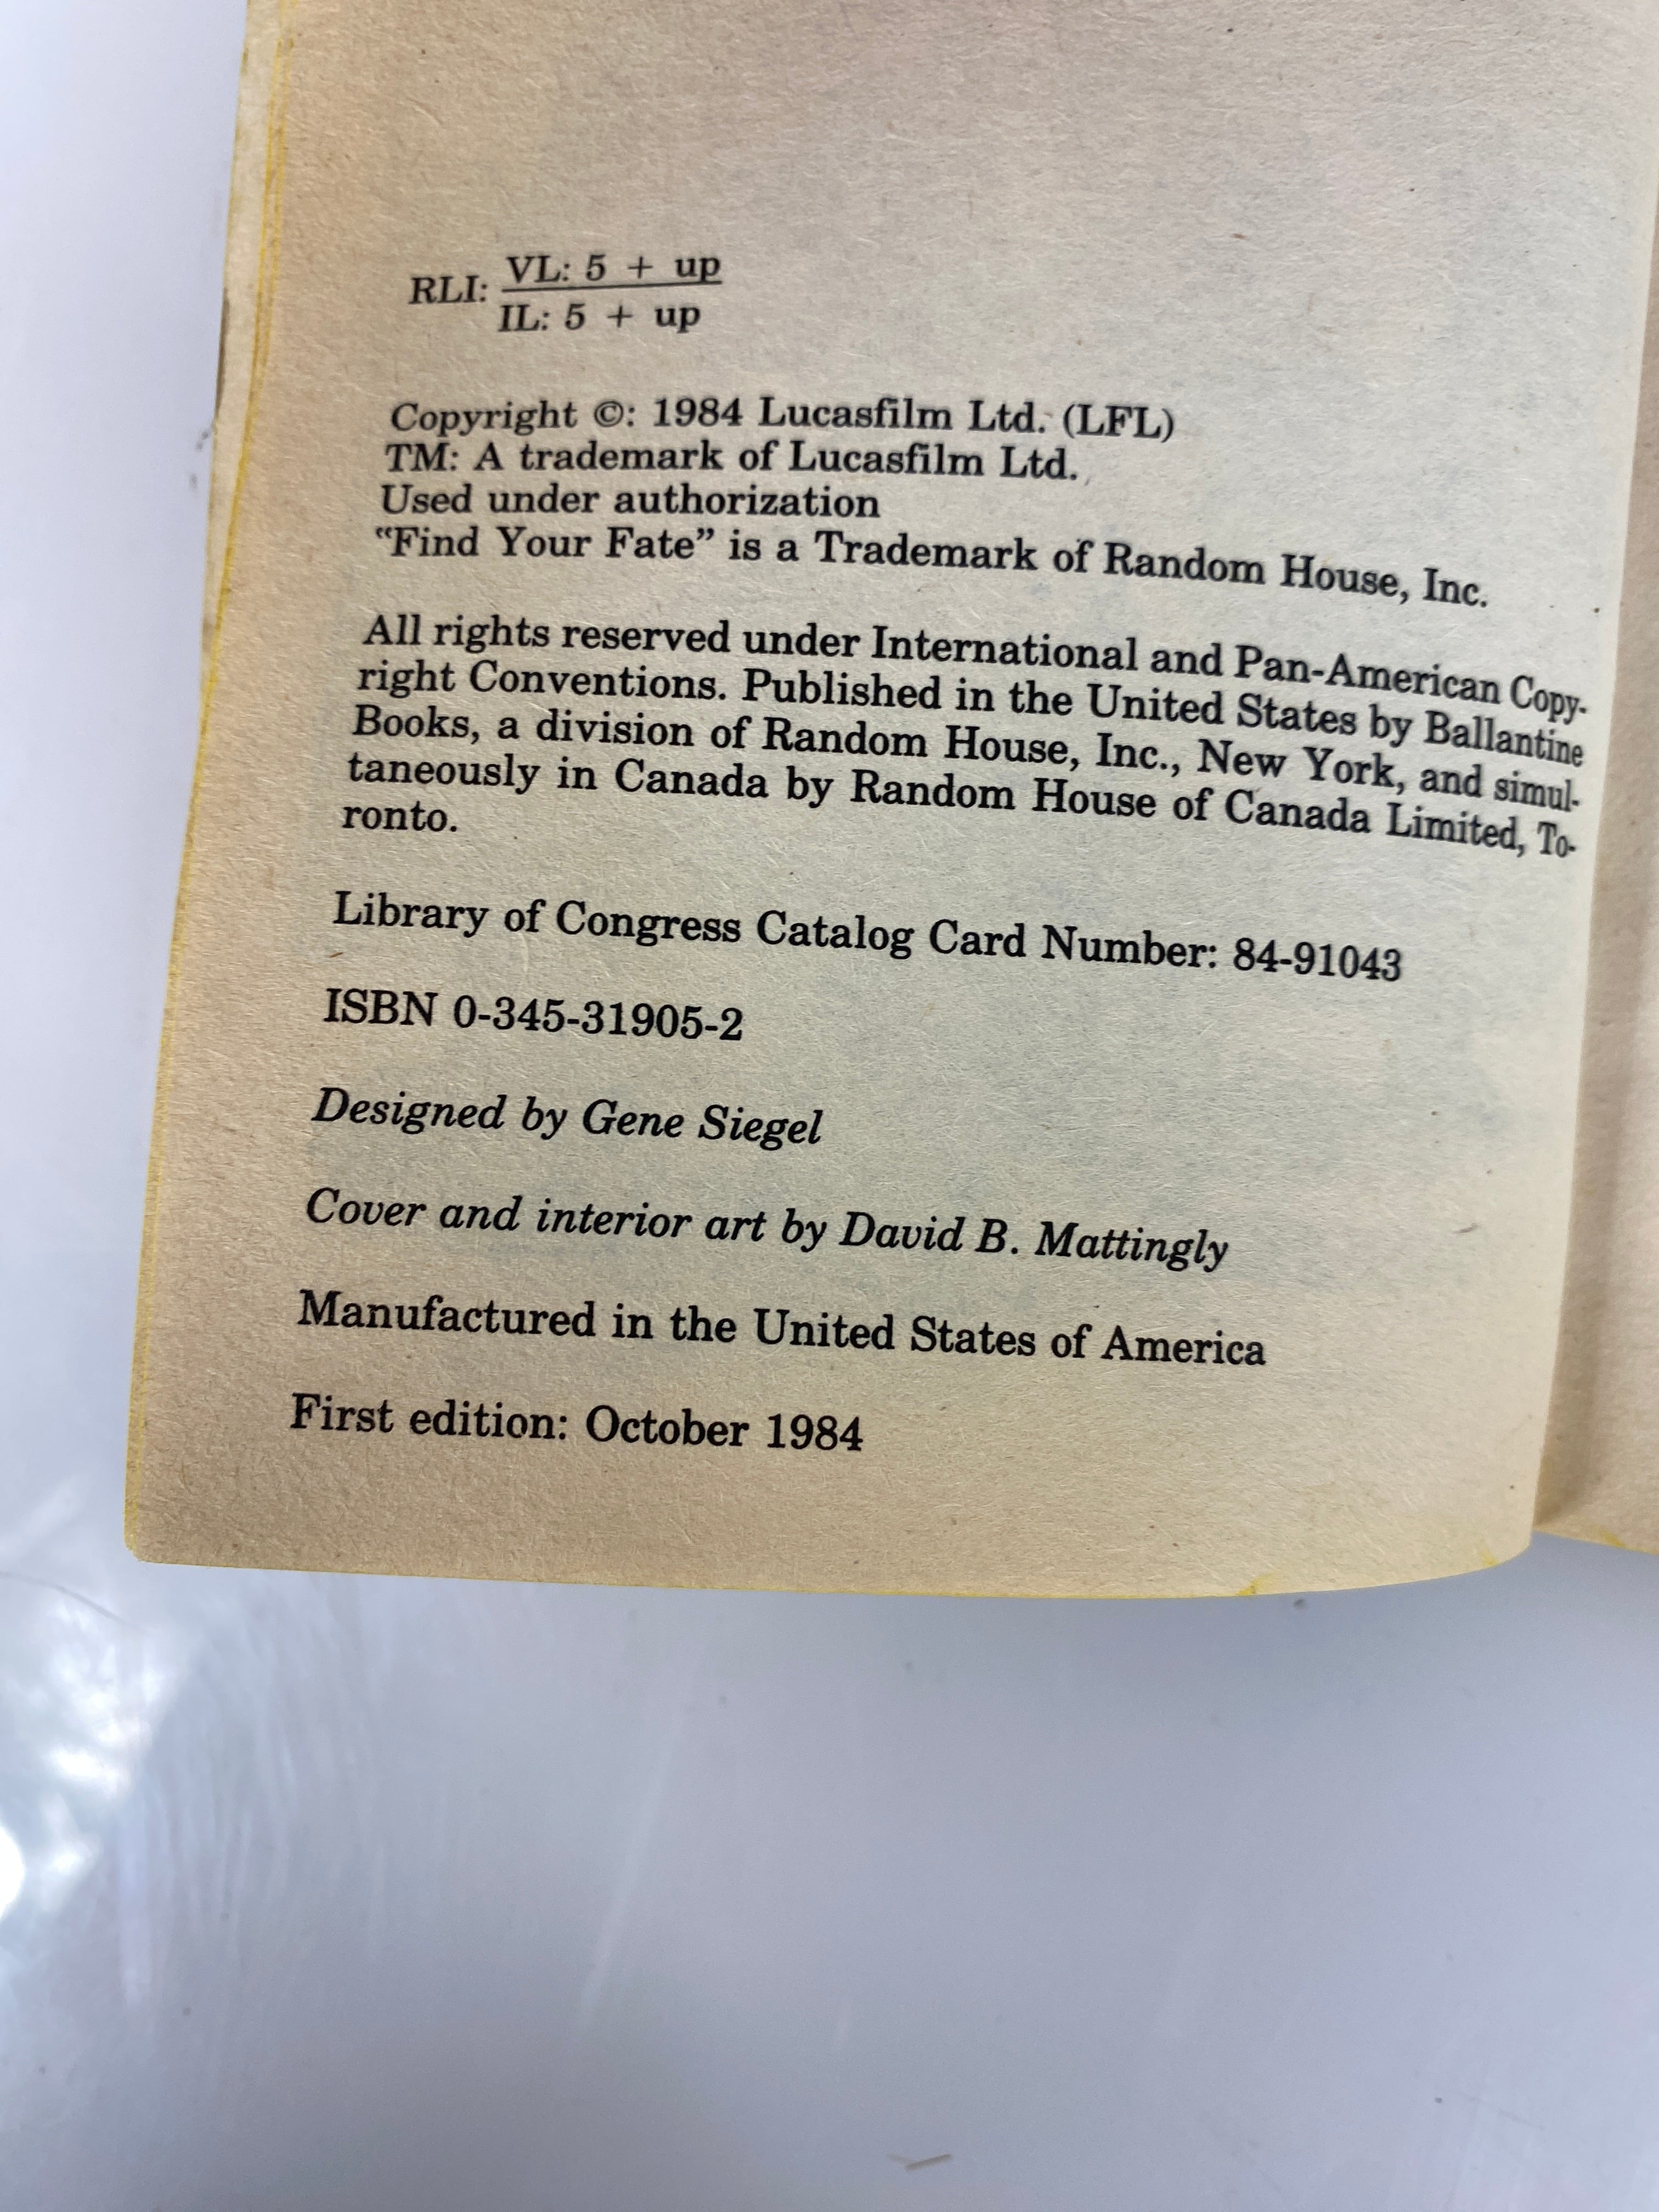 RLI: VL: 5 + up
IL: 5 + up
Copyright ©: 1984 Lucasfilm Ltd. (LFL)
TM: A trademark of Lucasfilm Ltd.
Used under authorization
“Find Your Fate” is a Trademark of Random House, Inc.
All rights reserved under International and Pan-American Copy-
right Conventions. Published in the United States by Ballantine
Books, a division of Random House, Inc., New York, and simul-
taneously in Canada by Random House of Canada Limited, To-
ronto.
Library of Congress Catalog Card Number: 84-91043
ISBN 0-345-31905-2
Designed by Gene Siegel
Cover and interior art by David B. Mattingly
Manufactured in the United States of America
First edition: October 1984